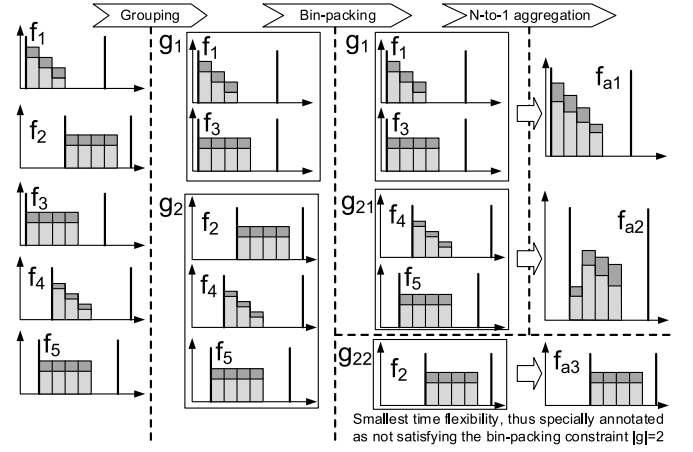 Grouping
Bin-packing
N-to-1 aggregation
f1
f2
f3
f4
f5
g1
f1
f3
g2
f2
f4
f5
f1
f3
g21
f4
f5
g22
f2
fa1
fa2
fa3
Smallest time flexibility, thus specially annotated
as not satisfying the bin-packing constraint |g|=2